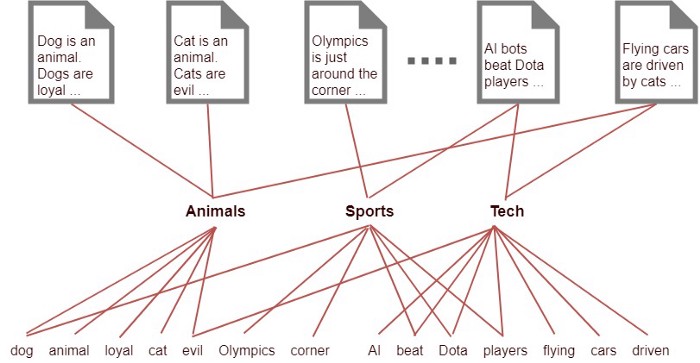 Dog is an
animal.
Dogs are
loyal ...
Cat is an
animal.
Cats are
evil ...
Olympics
is just
around the
corner ...
AI bots
beat Dota
players ...
Flying cars
are driven
by cats ...
Animals Sports Tech
dog animal loyal cat evil Olympics corner AI beat Dota players flying cars driven